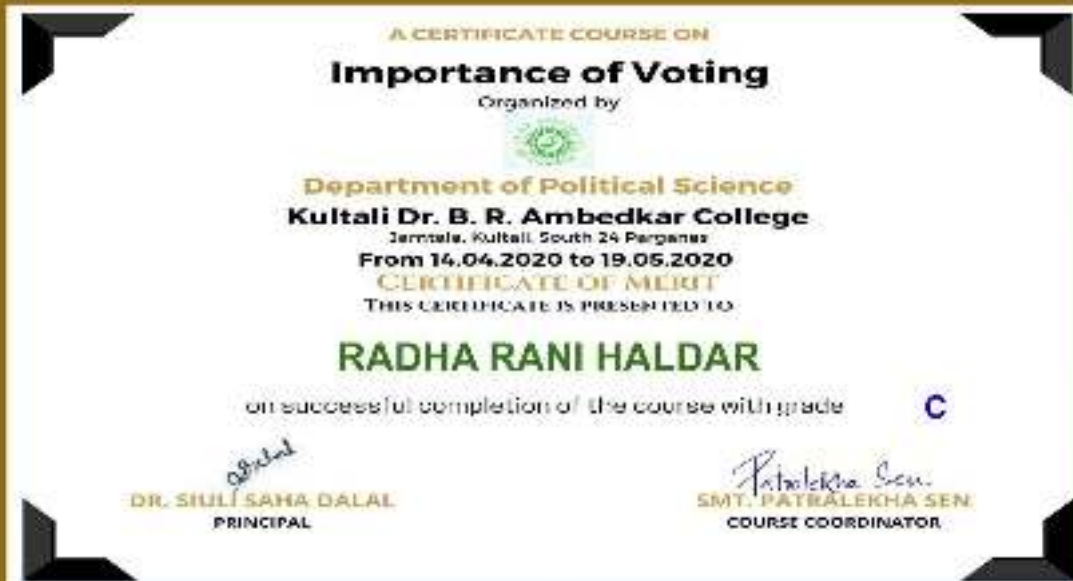 A CERTIFICATE COURSE ON
Importance of Voting
Organized by
Department of Political Science
Kultali Dr. B. R. Ambedkar College
Jamtala, Kultali, South 24 Parganas
From 14.04.2020 to 19.05.2020
CERTIFICATE OF MERIT
THIS CERTIFICATE IS PRESENTED TO
RADHA RANI HALDAR
on successful completion of the course with grade C
Patralekha Sen.
DR. SIULI SAHA DALAL SMT. PATRALEKHA SEN
PRINCIPAL COURSE COORDINATOR